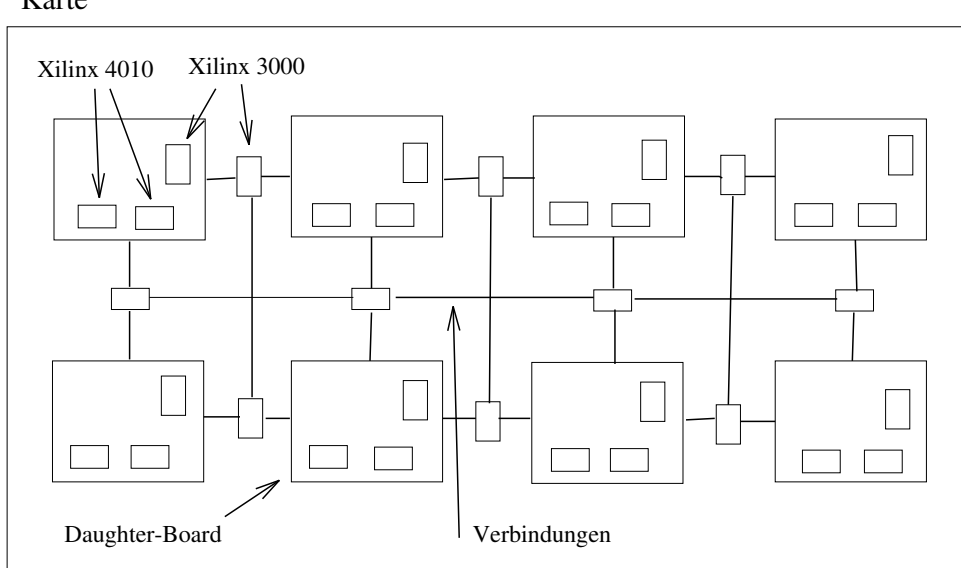 Karte
Xilinx 4010
Xilinx 3000
Daughter-Board
Verbindungen